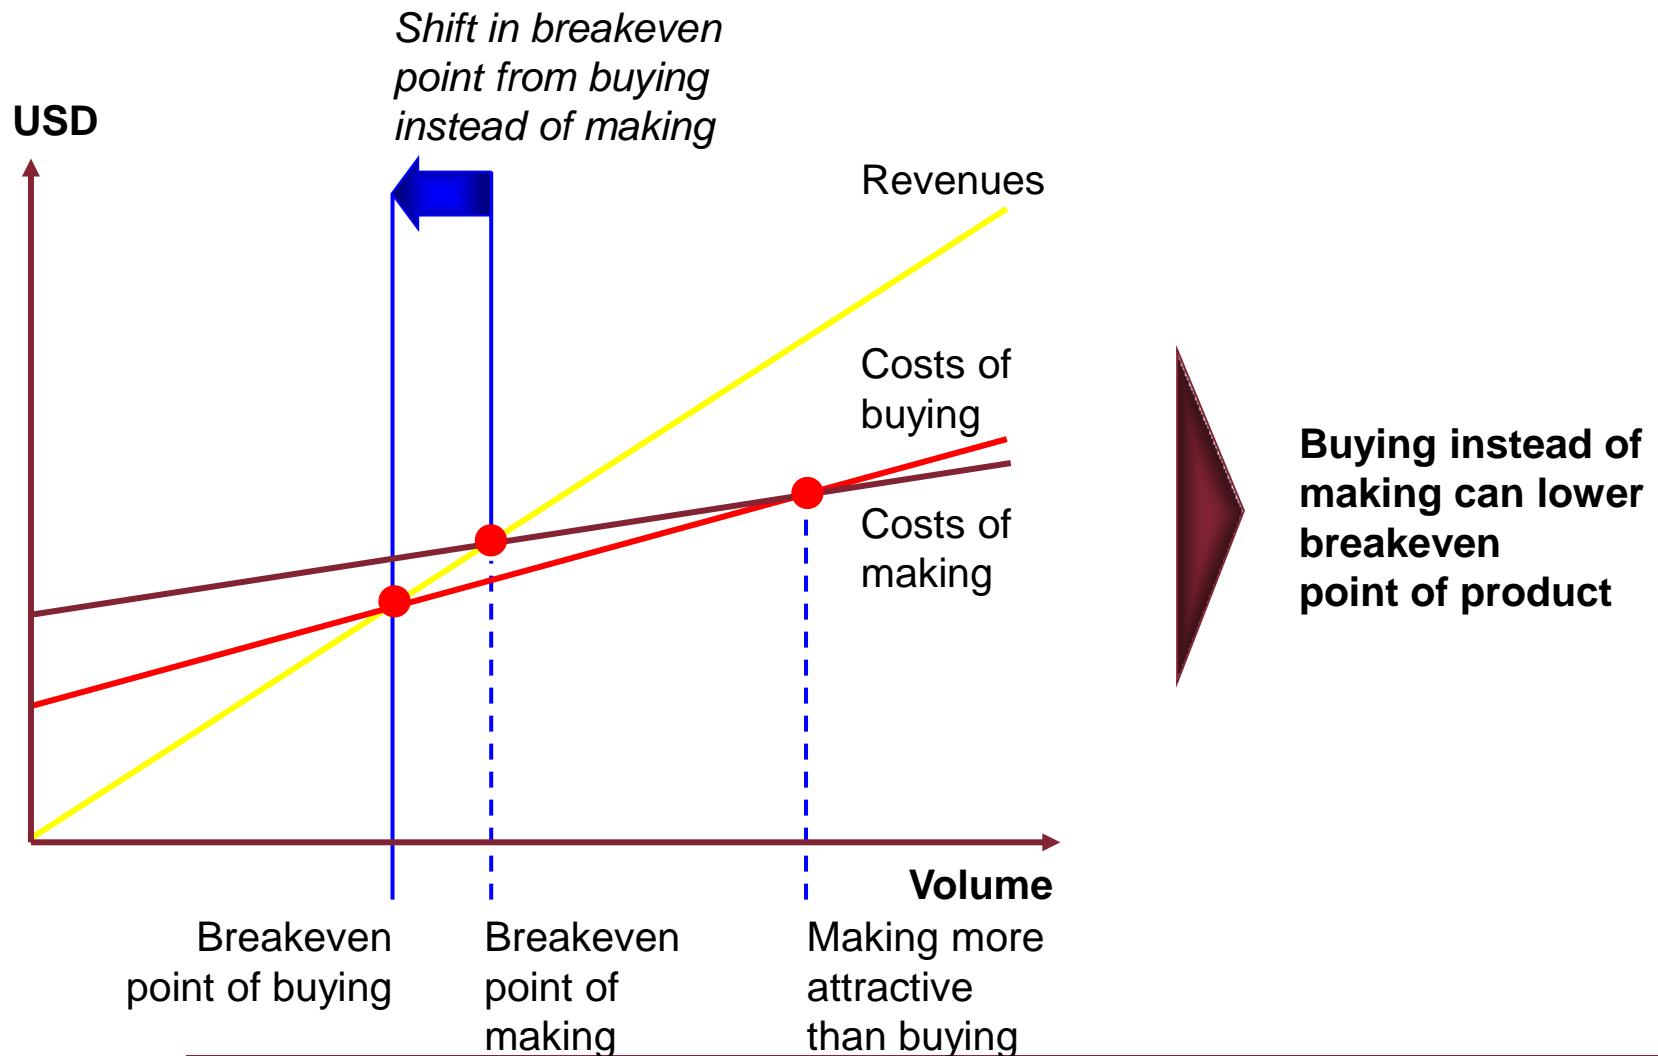 Shift in breakeven
point from buying
instead of making
USD
Revenues
Costs of
buying
Costs of
making
Buying instead of
making can lower
breakeven
point of product
Volume
Breakeven
point of buying
Breakeven
point of
making
Making more
attractive
than buying